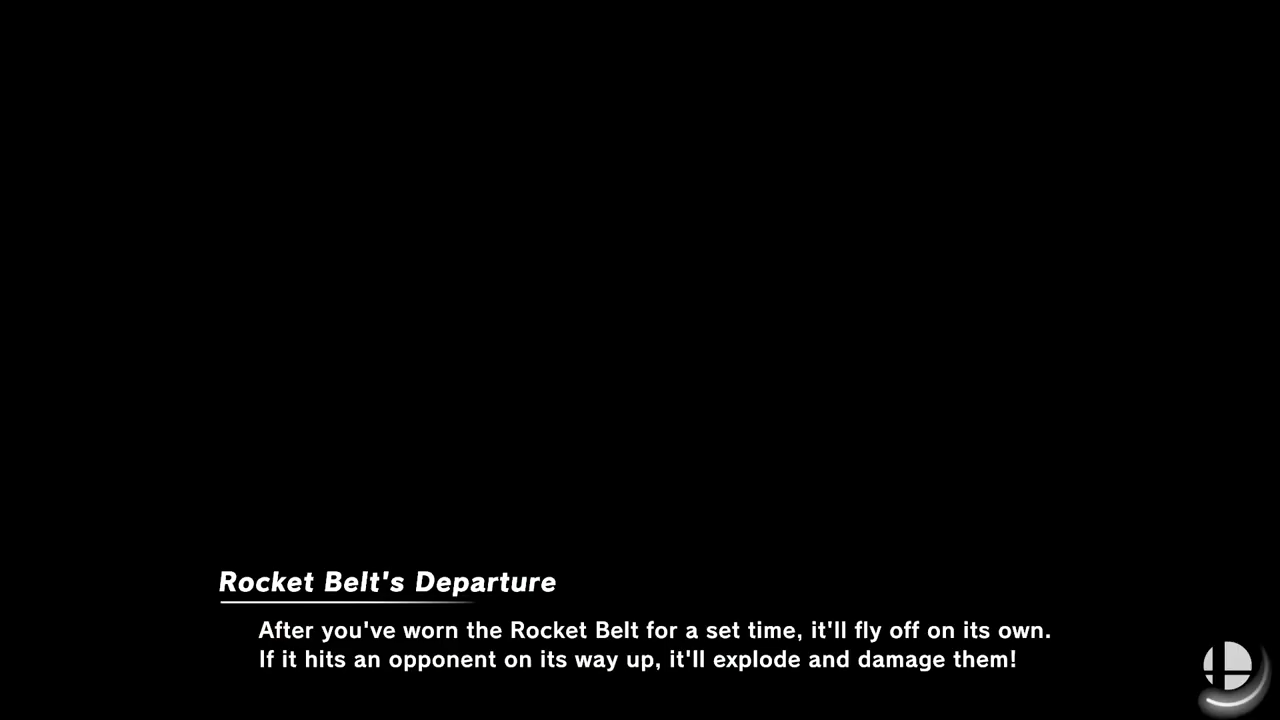 Rocket Belt's Departure
After you've worn the Rocket Belt for a set time, it'll fly off on its own.
If it hits an opponent on its way up, it'll explode and damage them!